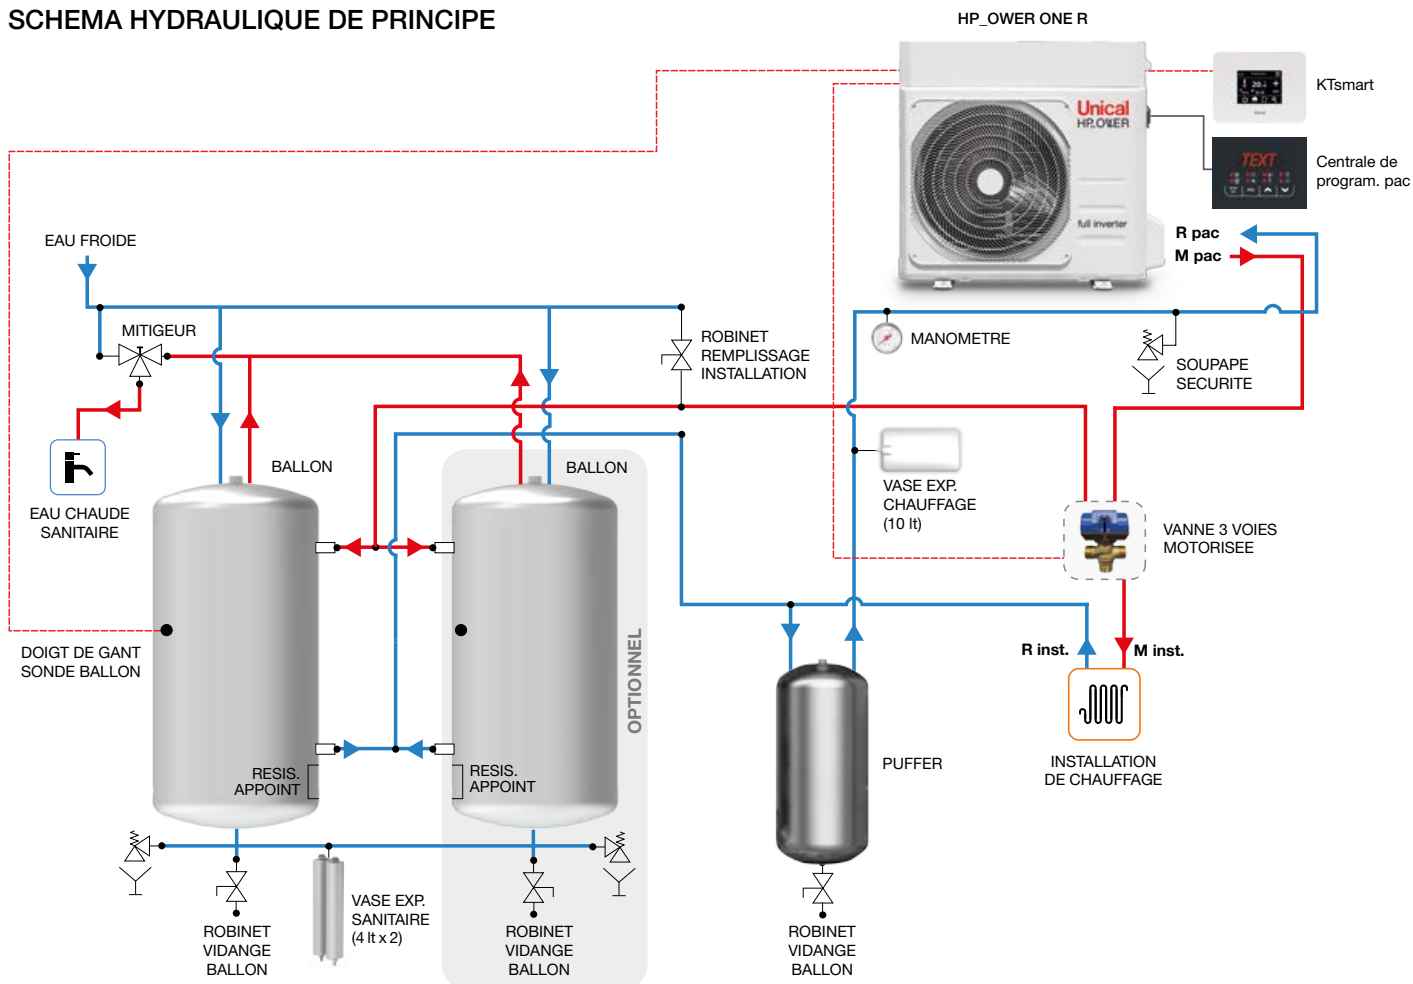 SCHEMA HYDRAULIQUE DE PRINCIPE
HP_OWER ONE R
Unical
HP_OWER
full inverter
KTsmart
TEXT
Centrale de
program. pac
R pac
M pac
EAU FROIDE
MITIGEUR
ROBINET
REMPLISSAGE
INSTALLATION
MANOMETRE
SOUPAPE
SECURITE
EAU CHAUDE
SANITAIRE
BALLON
BALLON
VASE EXP.
CHAUFFAGE
(10 lt)
VANNE 3 VOIES
MOTORISEE
DOIGT DE GANT
SONDE BALLON
OPTIONNEL
R inst.
M inst.
RESIS.
APPOINT
RESIS.
APPOINT
PUFFER
INSTALLATION
DE CHAUFFAGE
VASE EXP.
SANITAIRE
(4 lt x 2)
ROBINET
VIDANGE
BALLON
ROBINET
VIDANGE
BALLON
ROBINET
VIDANGE
BALLON